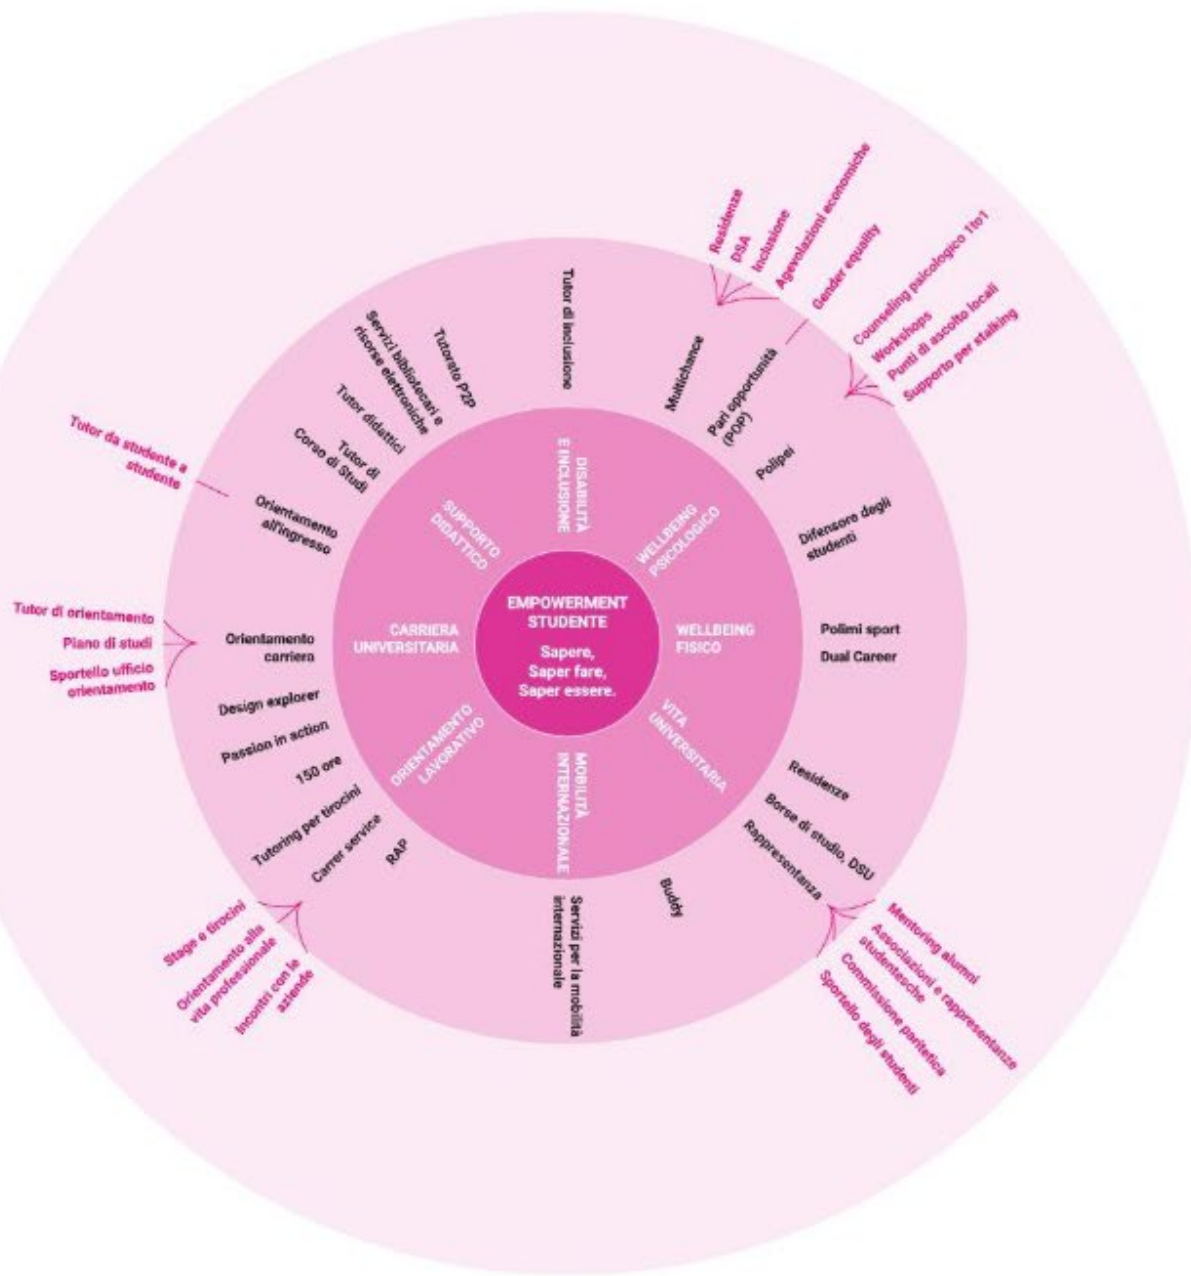 EMPOWERMENT
STUDENTE
Sapere,
Saper fare,
Saper essere.
DISABILITÀ
E INCLUSIONE
WELLBEING
PSICOLOGICO
WELLBEING
FISICO
VITA
UNIVERSITARIA
MOBILITÀ
INTERNAZIONALE
ORIENTAMENTO
LAVORATIVO
CARRIERA
UNIVERSITARIA
SUPPORTO
DIDATTICO
Tutor di inclusione
Multichance
Pari opportunità
(POP)
Polipsi
Difensore degli
studenti
Polimi sport
Dual Career
Residenze
Borse di studio, DSU
Rappresentanza
Buddy
Servizi per la mobilità
internazionale
RAP
Carrer service
Tutoring per tirocini
150 ore
Passion in action
Design explorer
Orientamento
carriera
Orientamento
all'ingresso
Tutor di
Corso di Studi
Tutor didattici
Servizi bibliotecari e
risorse elettroniche
Tutorato P2P
Residenze
DSA
Inclusione
Agevolazioni economiche
Gender equality
Counseling psicologico 1to1
Workshops
Punti di ascolto locali
Supporto per stalking
Mentoring alumni
Associazioni e rappresentanze
studentesche
Commissione paritetica
Sportello degli studenti
Incontri con le
aziende
Orientamento alla
vita professionale
Stage e tirocini
Sportello ufficio
orientamento
Piano di studi
Tutor di orientamento
Tutor da studente a
studente